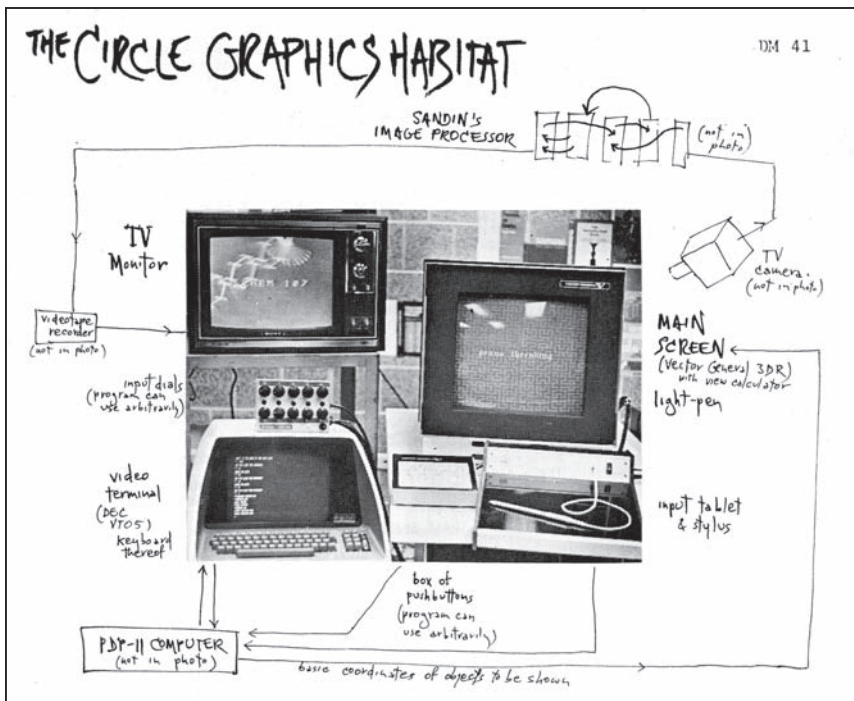 THE CIRCLE GRAPHICS HABITAT
DM 41
SANDIN'S
IMAGE PROCESSOR
(not in
photo)
TV
Monitor
TV
camera.
(not in photo)
videotape
recorder
(not in photo)
MAIN
SCREEN
(Vector General 3DR)
with view calculator
light-pen
input dials
(program can
use arbitrarily)
video
terminal
(DEC
VT05)
keyboard
thereof
input tablet
& stylus
box of
pushbuttons
(program can
use arbitrarily)
PDP-11 COMPUTER
(not in photo)
basic coordinates of objects to be shown
CHEM 107